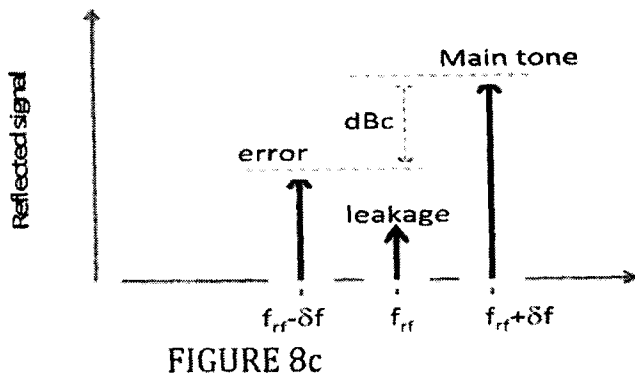 Reflected signal
Main tone
dBc
error
leakage
f_rf-δf
f_rf
f_rf+δf
FIGURE 8c